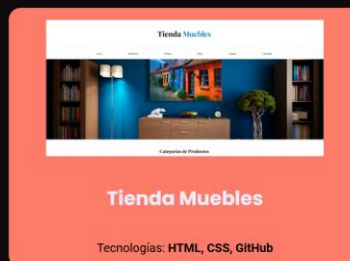 Tienda Muebles
Categorías de Productos
Tienda Muebles
Tecnologías: HTML, CSS, GitHub